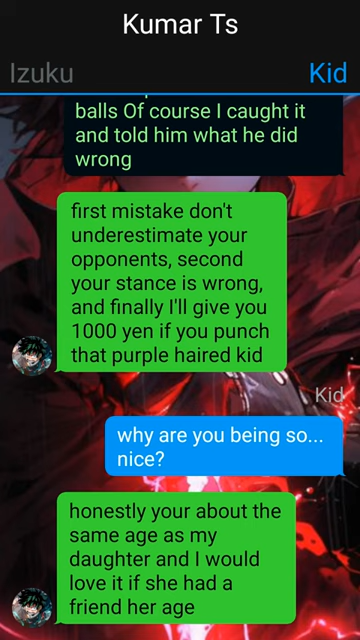 Kumar Ts
Izuku
Kid
balls Of course I caught it
and told him what he did
wrong
first mistake don't
underestimate your
opponents, second
your stance is wrong,
and finally I'll give you
1000 yen if you punch
that purple haired kid
Kid
why are you being so...
nice?
honestly your about the
same age as my
daughter and I would
love it if she had a
friend her age